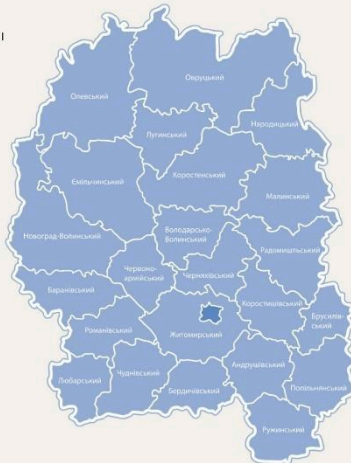 І
Овруцький
Олевський
Лугинський
Народицький
Ємільчинський
Коростенський
Малинський
Новоград-Волинський
Володарсько-
Волинський
Радомишльський
Червоно-
армійський
Черняхівський
Баранівський
Коростишівський
Брусилів-
ський
Романівський
Житомирський
Андрушівський
Любарський
Чуднівський
Бердичівський
Попільнянський
Ружинський